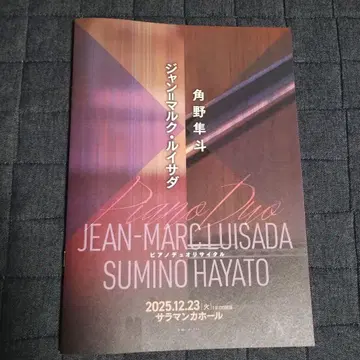 角野隼斗
ジャン=マルク・ルイサダ
Piano Duo
JEAN-MARC LUISADA
ピアノデュオリサイタル
SUMINO HAYATO
2025.12.23 火
サラマンカホール